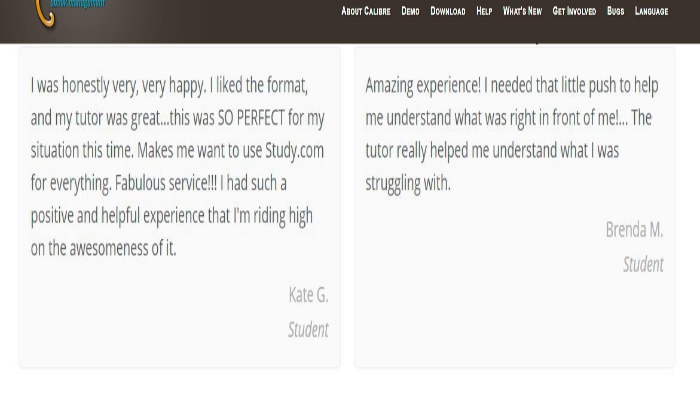 ebook management
About Calibre Demo Download Help What's New Get Involved Bugs Language
I was honestly very, very happy. I liked the format,
and my tutor was great...this was SO PERFECT for my
situation this time. Makes me want to use Study.com
for everything. Fabulous service!!! I had such a
positive and helpful experience that I'm riding high
on the awesomeness of it.
Kate G.
Student
Amazing experience! I needed that little push to help
me understand what was right in front of me!... The
tutor really helped me understand what I was
struggling with.
Brenda M.
Student